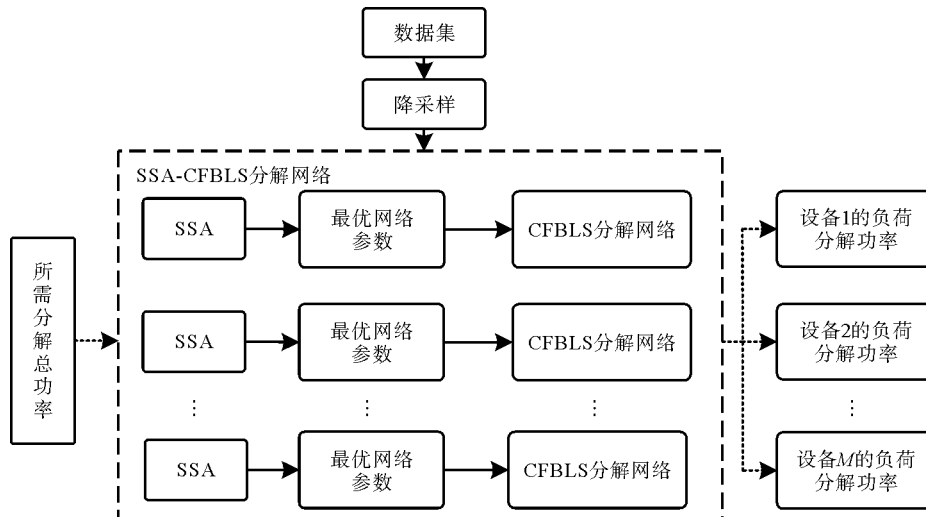 数据集
降采样
SSA-CFBLS分解网络
所
需
分
解
总
功
率
SSA
最优网络
参数
CFBLS分解网络
设备1的负荷
分解功率
SSA
最优网络
参数
CFBLS分解网络
设备2的负荷
分解功率
⋮ ⋮ ⋮ ⋮
SSA
最优网络
参数
CFBLS分解网络
设备M的负荷
分解功率